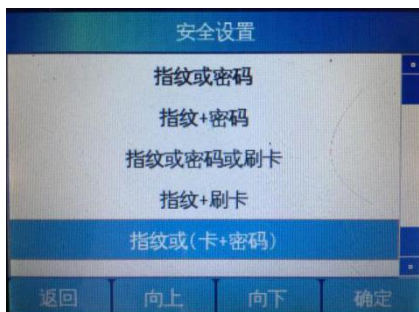 安全设置
指纹或密码
指纹+密码
指纹或密码或刷卡
指纹+刷卡
指纹或(卡+密码)
返回 向上 向下 确定